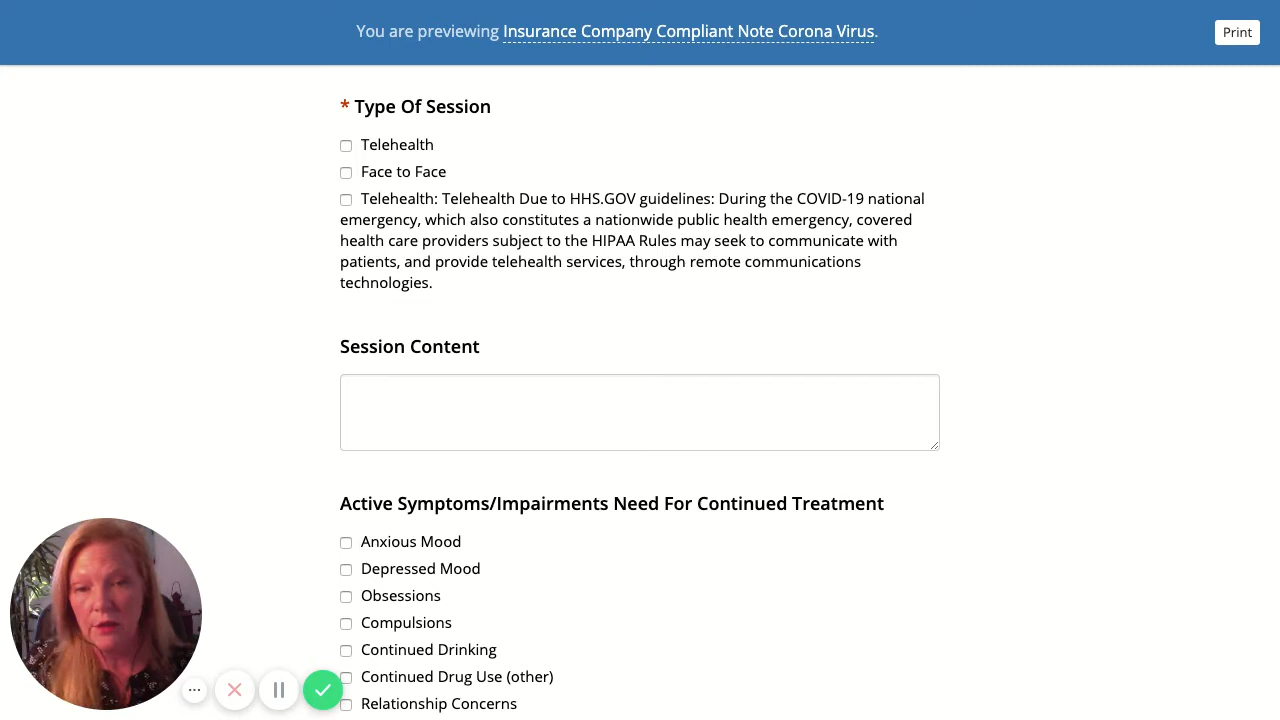 You are previewing Insurance Company Compliant Note Corona Virus.
Print
* Type Of Session
Telehealth
Face to Face
Telehealth: Telehealth Due to HHS.GOV guidelines: During the COVID-19 national
emergency, which also constitutes a nationwide public health emergency, covered
health care providers subject to the HIPAA Rules may seek to communicate with
patients, and provide telehealth services, through remote communications
technologies.
Session Content
Active Symptoms/Impairments Need For Continued Treatment
Anxious Mood
Depressed Mood
Obsessions
Compulsions
Continued Drinking
Continued Drug Use (other)
Relationship Concerns